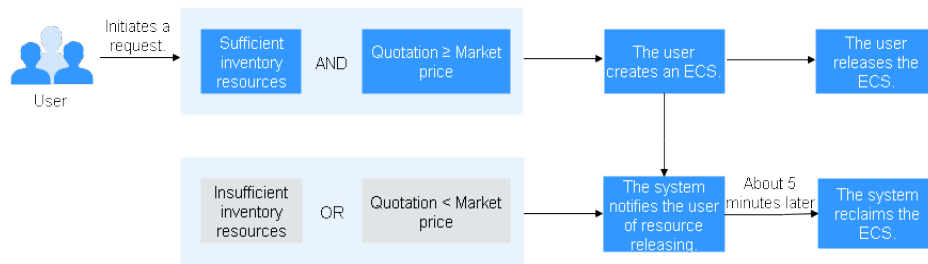 Initiates a
request.
User
Sufficient
inventory
resources
AND
Quotation ≥ Market
price
The user
creates an ECS.
The user
releases the
ECS.
Insufficient
inventory
resources
OR
Quotation < Market
price
The system
notifies the user
of resource
releasing.
About 5
minutes later
The system
reclaims the
ECS.